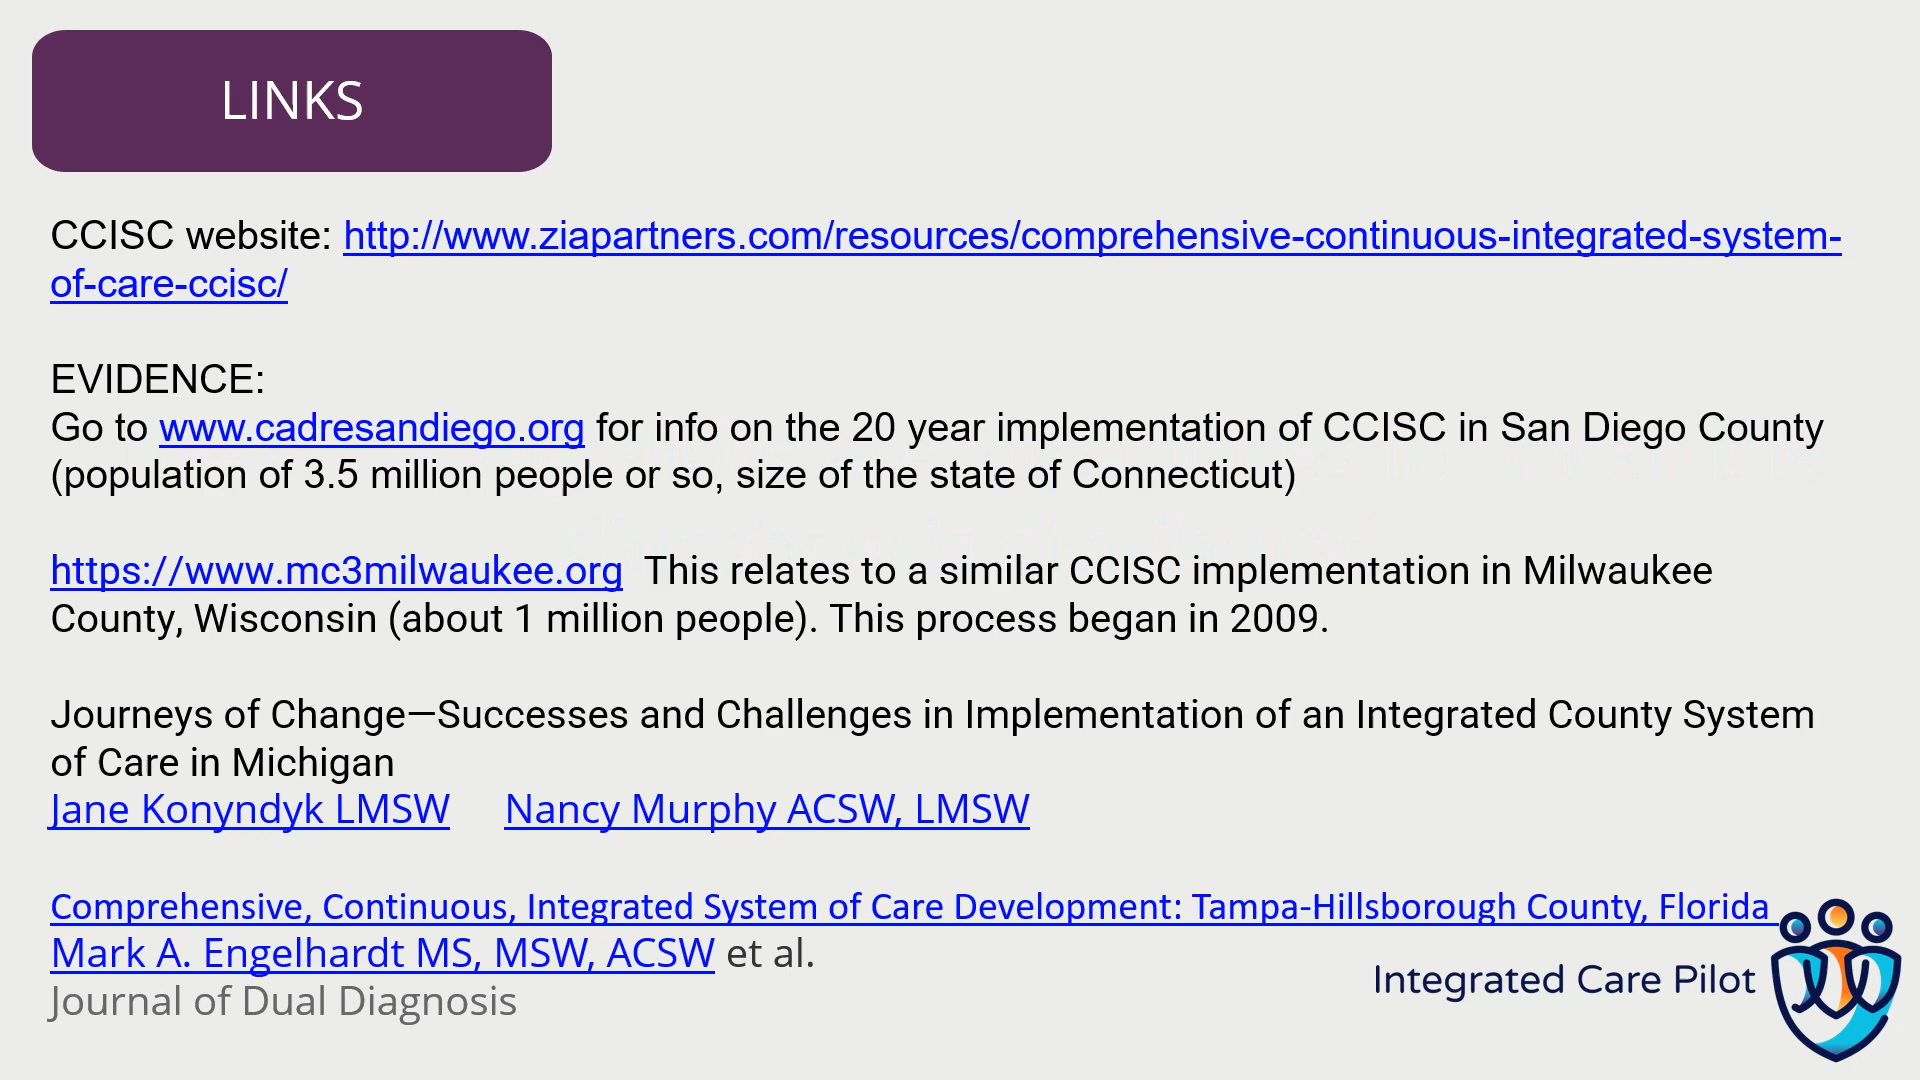 LINKS
CCISC website: http://www.ziapartners.com/resources/comprehensive-continuous-integrated-system-
of-care-ccisc/
EVIDENCE:
Go to www.cadresandiego.org for info on the 20 year implementation of CCISC in San Diego County
(population of 3.5 million people or so, size of the state of Connecticut)
https://www.mc3milwaukee.org This relates to a similar CCISC implementation in Milwaukee
County, Wisconsin (about 1 million people). This process began in 2009.
Journeys of Change—Successes and Challenges in Implementation of an Integrated County System
of Care in Michigan
Jane Konyndyk LMSW Nancy Murphy ACSW, LMSW
Comprehensive, Continuous, Integrated System of Care Development: Tampa-Hillsborough County, Florida
Mark A. Engelhardt MS, MSW, ACSW et al.
Journal of Dual Diagnosis
Integrated Care Pilot